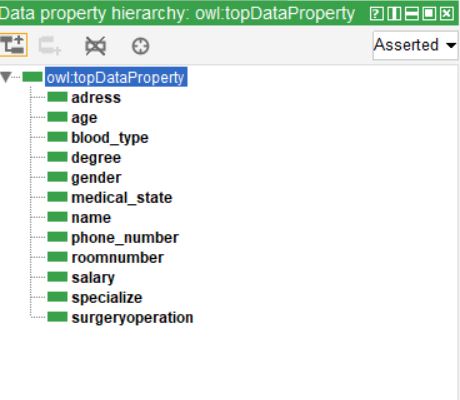 Data property hierarchy: owl:topDataProperty
Asserted
owl:topDataProperty
adress
age
blood_type
degree
gender
medical_state
name
phone_number
roomnumber
salary
specialize
surgeryoperation